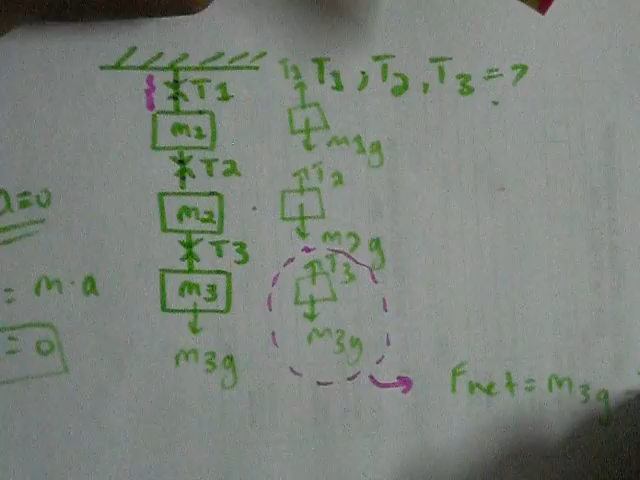 T1
m1
T2
m2
T3
m3
m3g
T1, T2, T3 = ?
T1
m1g
T2
m2g
T3
m3g
a=0
= m·a
= 0
Fnet = m3g